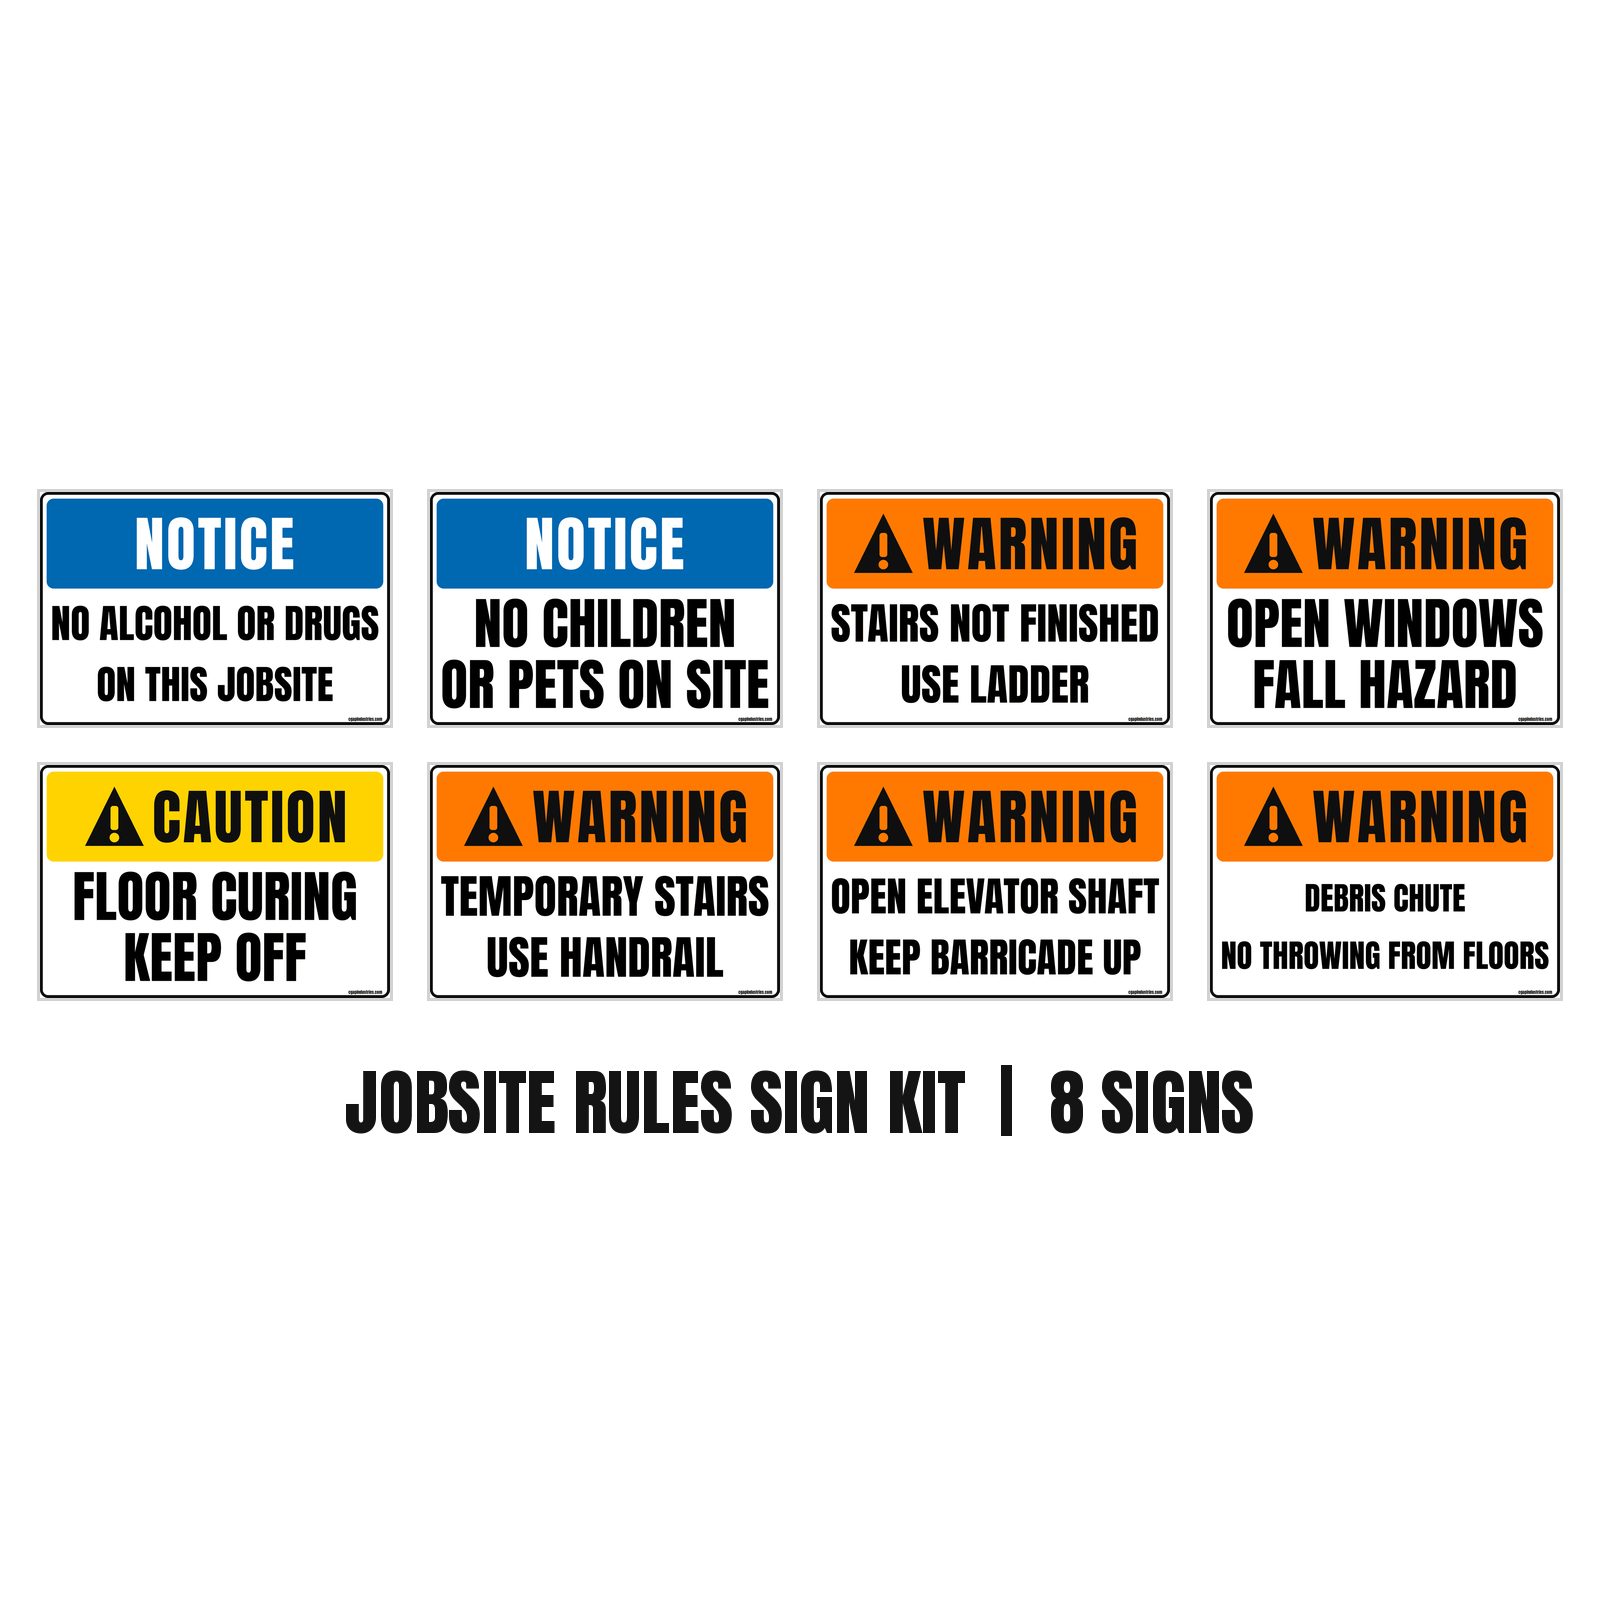 NOTICE
NO ALCOHOL OR DRUGS
ON THIS JOBSITE
NOTICE
NO CHILDREN
OR PETS ON SITE
WARNING
STAIRS NOT FINISHED
USE LADDER
WARNING
OPEN WINDOWS
FALL HAZARD
CAUTION
FLOOR CURING
KEEP OFF
WARNING
TEMPORARY STAIRS
USE HANDRAIL
WARNING
OPEN ELEVATOR SHAFT
KEEP BARRICADE UP
WARNING
DEBRIS CHUTE
NO THROWING FROM FLOORS
JOBSITE RULES SIGN KIT | 8 SIGNS